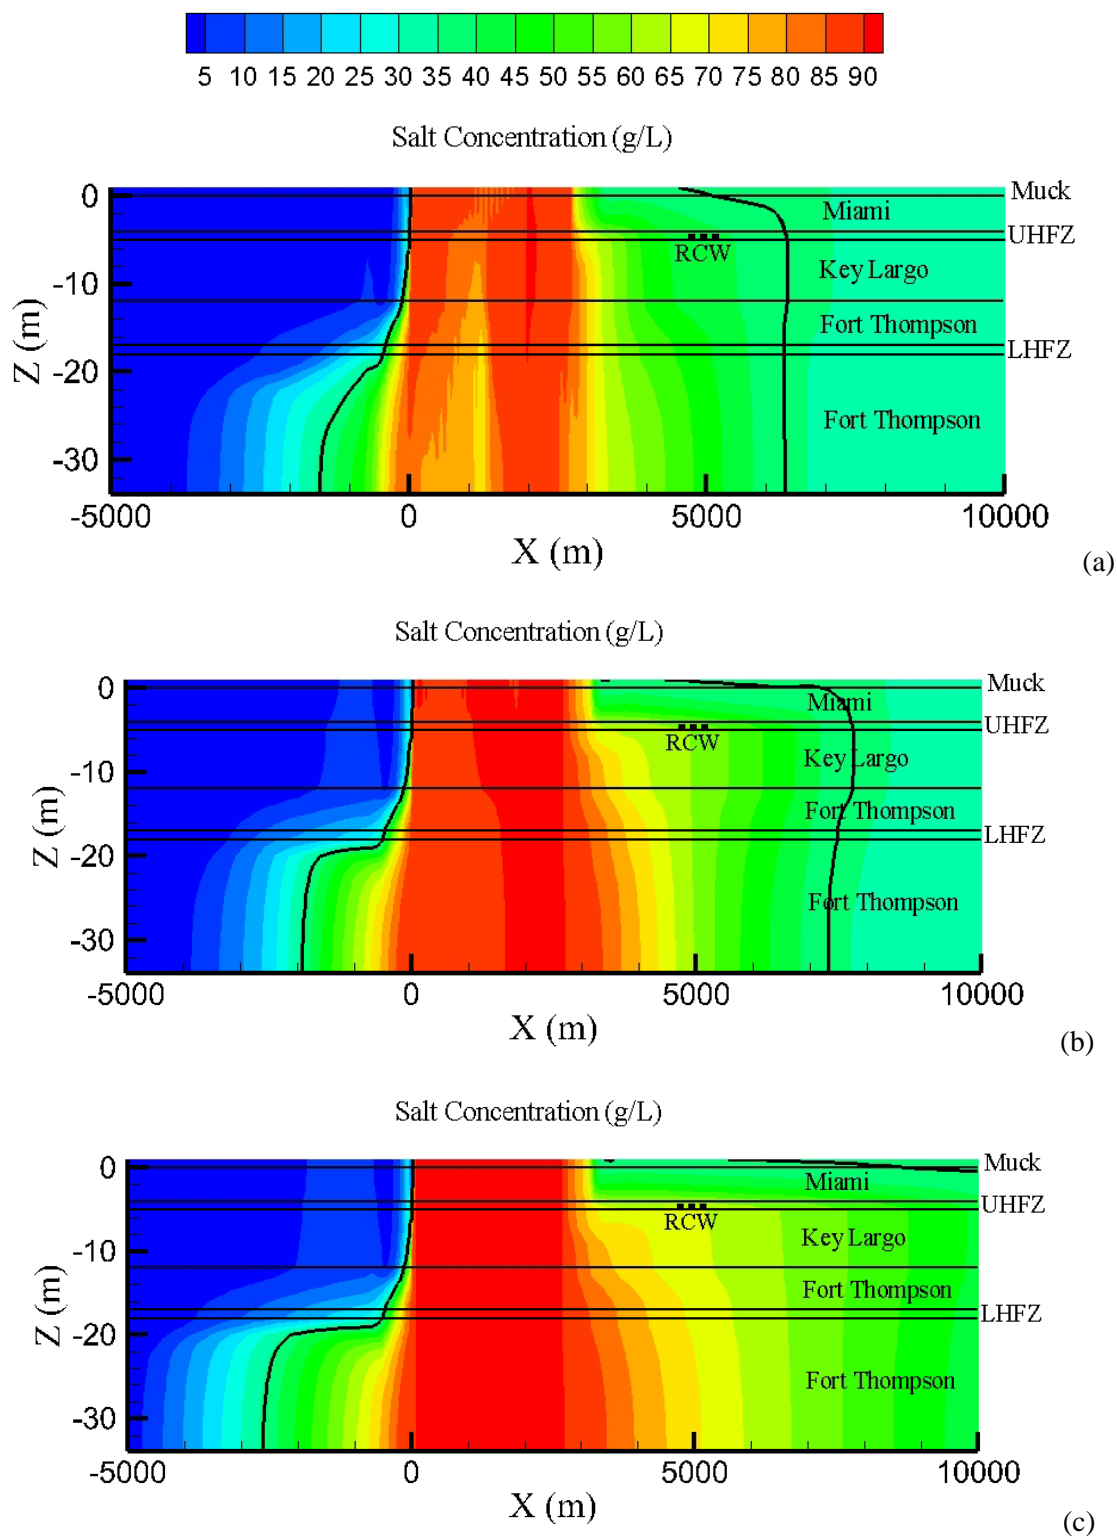 5 10 15 20 25 30 35 40 45 50 55 60 65 70 75 80 85 90
Salt Concentration (g/L)
0
-10
-20
-30
Z (m)
Muck
Miami
UHFZ
RCW
Key Largo
Fort Thompson
LHFZ
Fort Thompson
-5000 0 5000 10000
X (m)
(a)
Salt Concentration (g/L)
0
-10
-20
-30
Z (m)
Muck
Miami
UHFZ
RCW
Key Largo
Fort Thompson
LHFZ
Fort Thompson
-5000 0 5000 10000
X (m)
(b)
Salt Concentration (g/L)
0
-10
-20
-30
Z (m)
Muck
Miami
UHFZ
RCW
Key Largo
Fort Thompson
LHFZ
Fort Thompson
-5000 0 5000 10000
X (m)
(c)